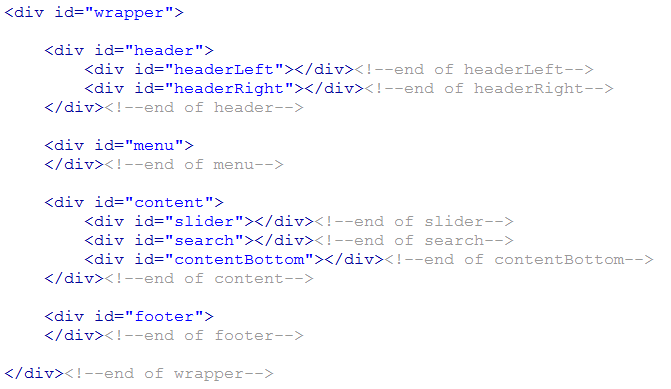 <div id="wrapper">
<div id="header">
<div id="headerLeft"></div><!--end of headerLeft-->
<div id="headerRight"></div><!--end of headerRight-->
</div><!--end of header-->
<div id="menu">
</div><!--end of menu-->
<div id="content">
<div id="slider"></div><!--end of slider-->
<div id="search"></div><!--end of search-->
<div id="contentBottom"></div><!--end of contentBottom-->
</div><!--end of content-->
<div id="footer">
</div><!--end of footer-->
</div><!--end of wrapper-->